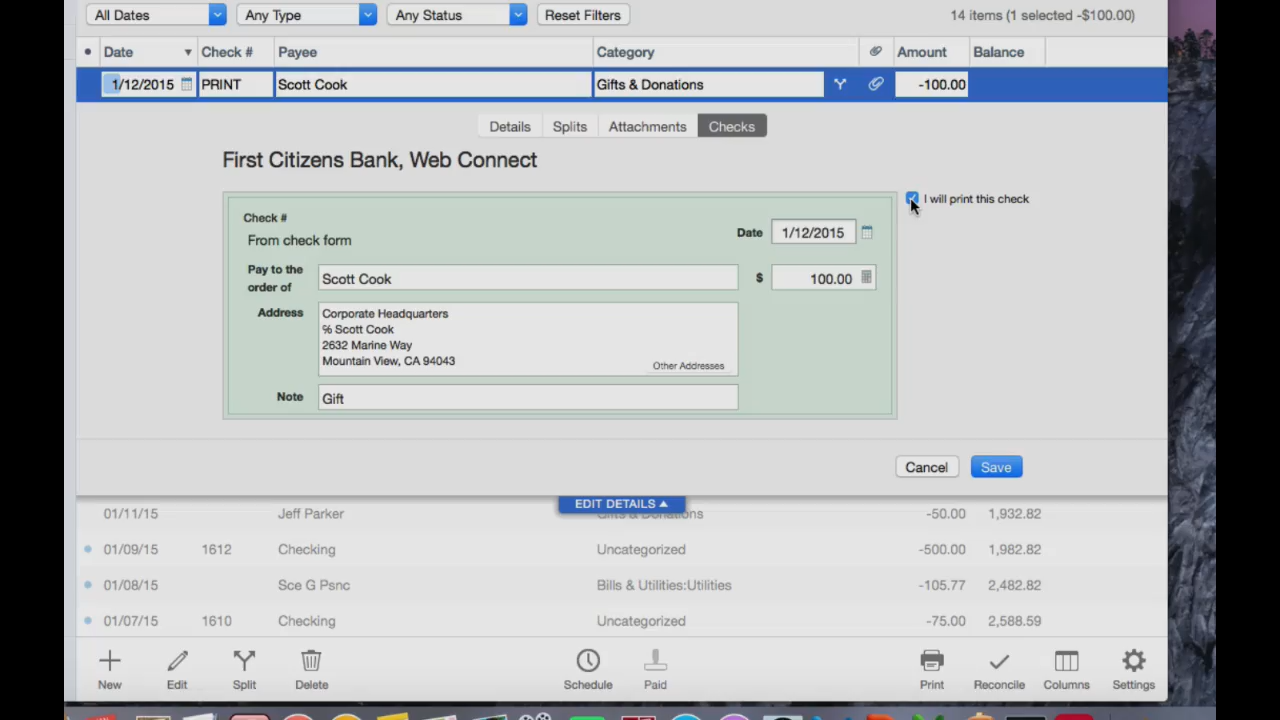 All Dates Any Type Any Status Reset Filters 14 items (1 selected -$100.00)
Date Check # Payee Category Amount Balance
1/12/2015 PRINT Scott Cook Gifts & Donations -100.00
Details Splits Attachments Checks
First Citizens Bank, Web Connect
I will print this check
Check #
From check form
Date 1/12/2015
Pay to the
order of Scott Cook $ 100.00
Address Corporate Headquarters
℅ Scott Cook
2632 Marine Way
Mountain View, CA 94043
Other Addresses
Note Gift
Cancel Save
EDIT DETAILS
01/11/15 Jeff Parker Gifts & Donations -50.00 1,932.82
01/09/15 1612 Checking Uncategorized -500.00 1,982.82
01/08/15 Sce G Psnc Bills & Utilities:Utilities -105.77 2,482.82
01/07/15 1610 Checking Uncategorized -75.00 2,588.59
New Edit Split Delete Schedule Paid Print Reconcile Columns Settings